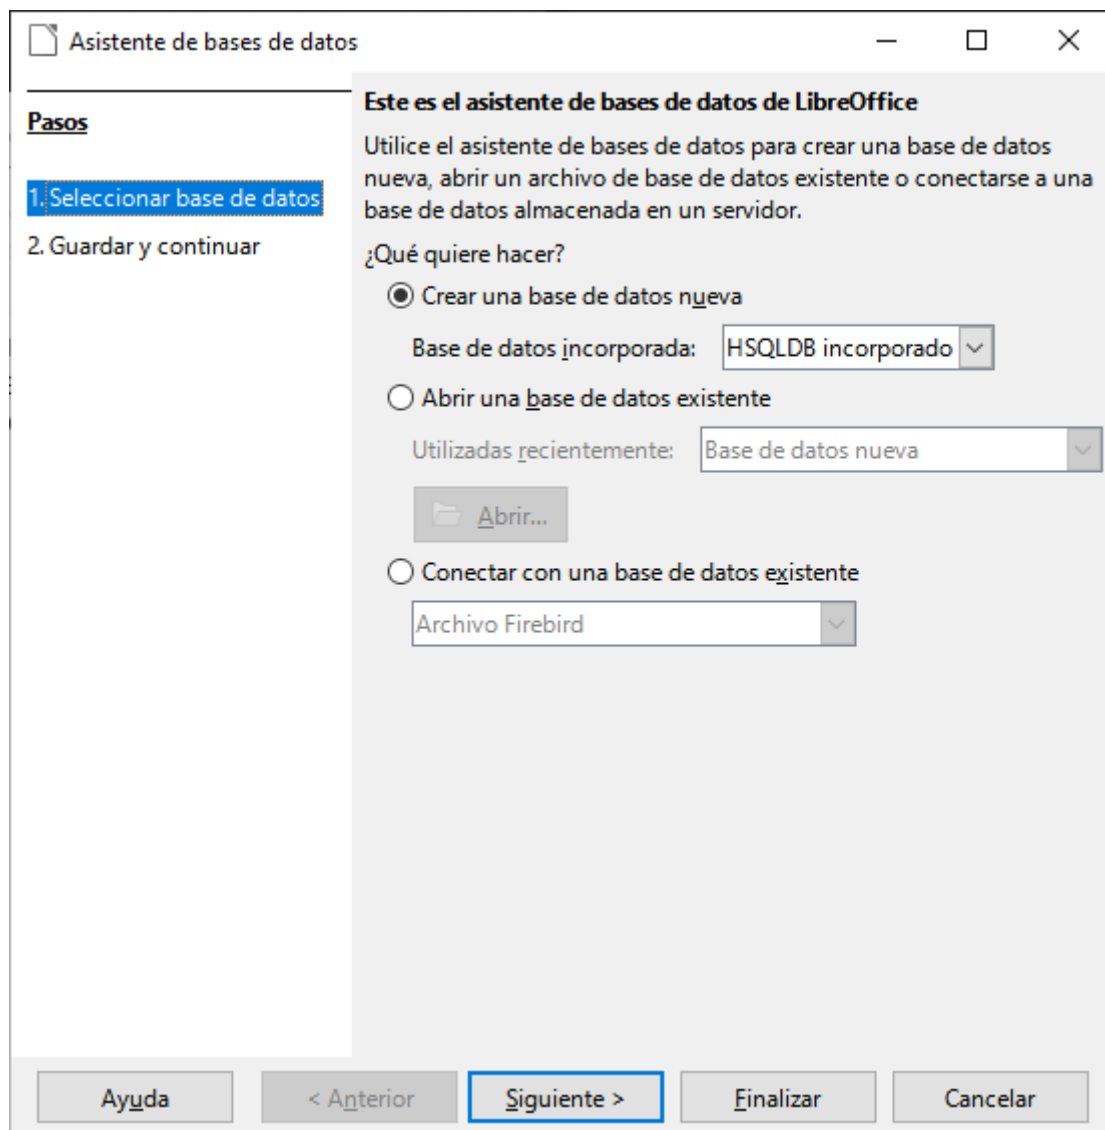 Asistente de bases de datos
Pasos
1. Seleccionar base de datos
2. Guardar y continuar
Este es el asistente de bases de datos de LibreOffice
Utilice el asistente de bases de datos para crear una base de datos
nueva, abrir un archivo de base de datos existente o conectarse a una
base de datos almacenada en un servidor.
¿Qué quiere hacer?
Crear una base de datos nueva
Base de datos incorporada: HSQLDB incorporado
Abrir una base de datos existente
Utilizadas recientemente: Base de datos nueva
Abrir...
Conectar con una base de datos existente
Archivo Firebird
Ayuda < Anterior Siguiente > Finalizar Cancelar